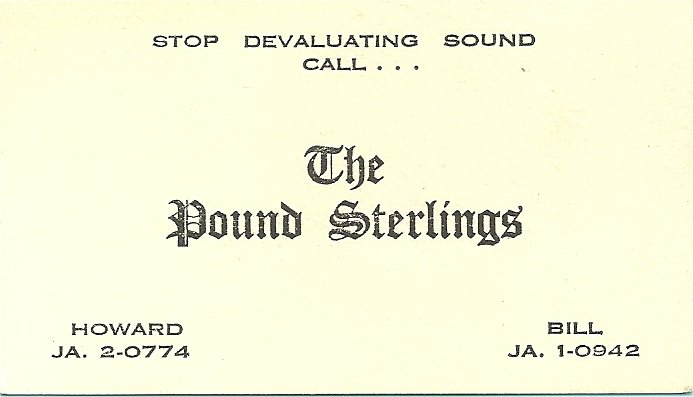 STOP DEVALUATING SOUND
CALL . . .
The
Pound Sterlings
HOWARD
JA. 2-0774
BILL
JA. 1-0942